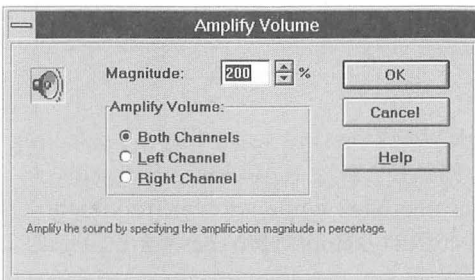 Amplify Volume
Magnitude: 200 %
OK
Amplify Volume:
Cancel
Both Channels
Left Channel
Help
Right Channel
Amplify the sound by specifying the amplification magnitude in percentage.